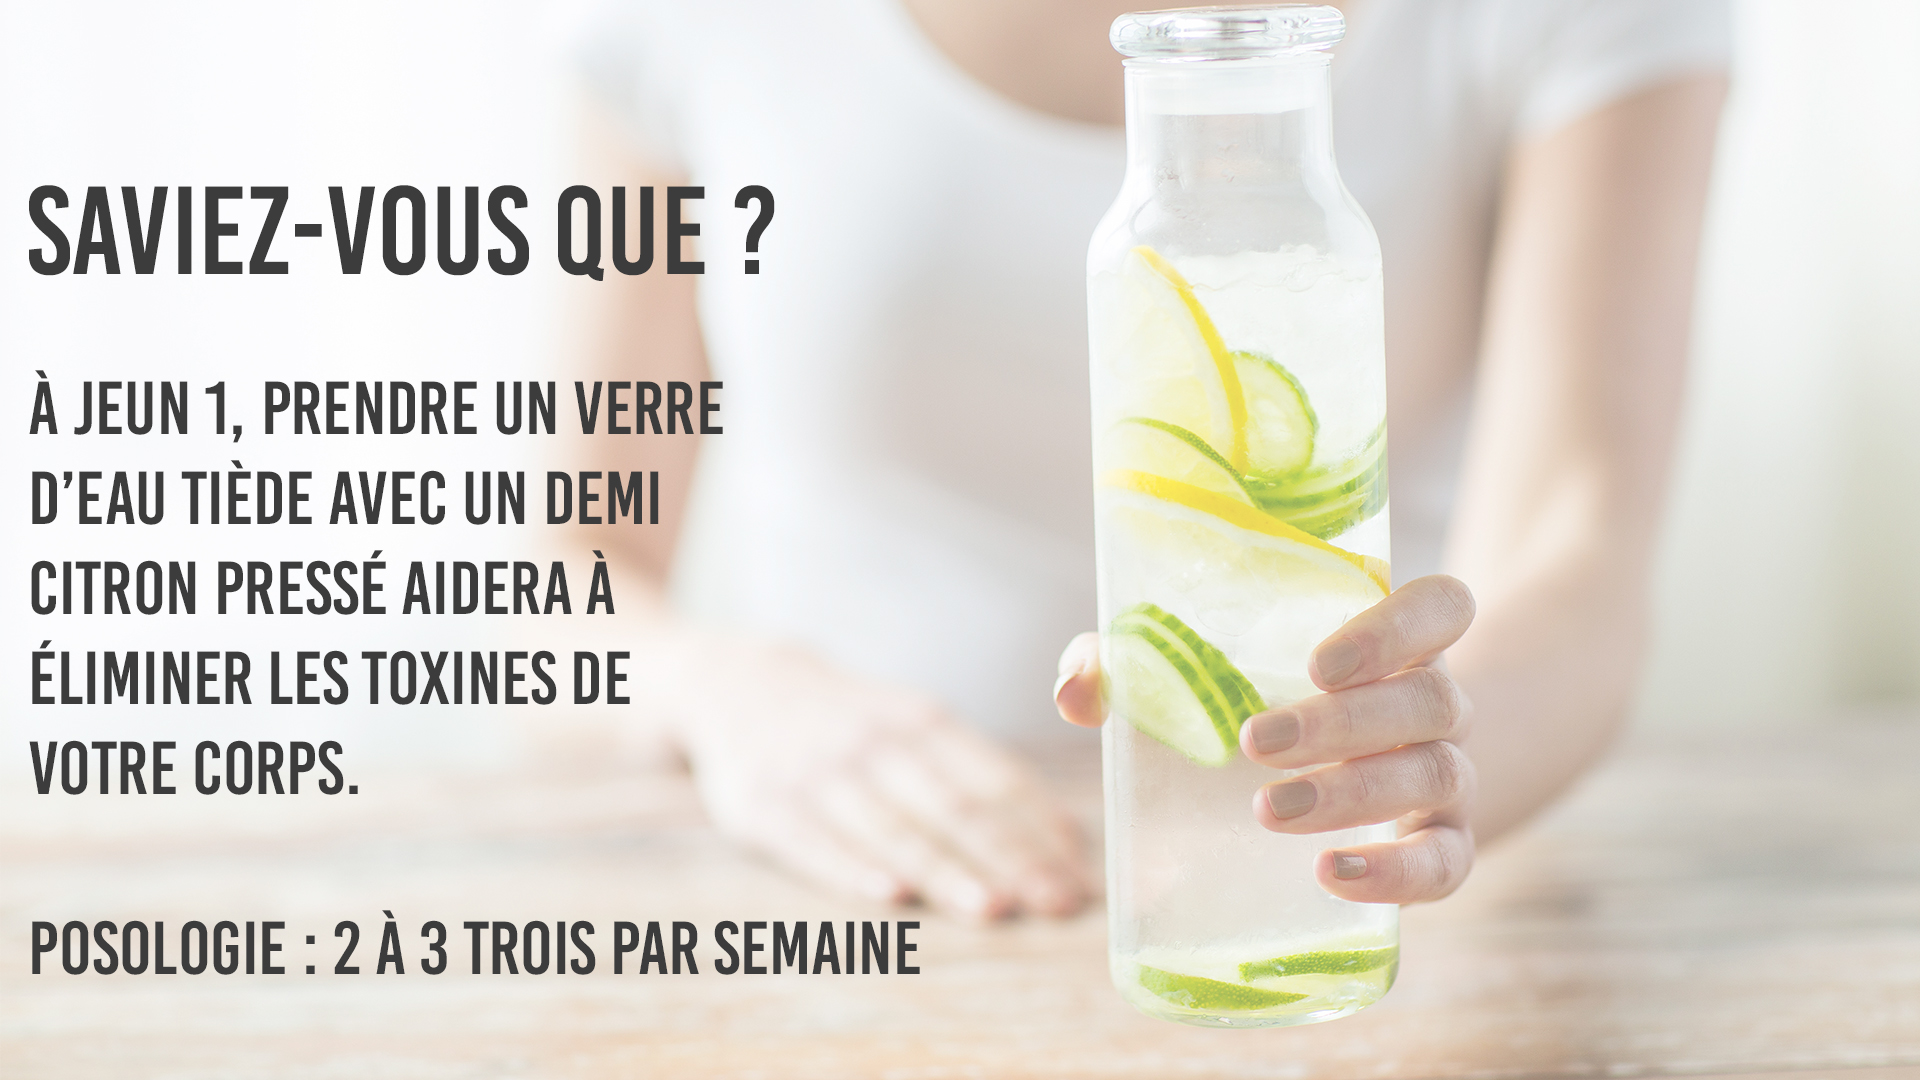 SAVIEZ-VOUS QUE ?
À JEUN 1, PRENDRE UN VERRE
D’EAU TIÈDE AVEC UN DEMI
CITRON PRESSÉ AIDERA À
ÉLIMINER LES TOXINES DE
VOTRE CORPS.
POSOLOGIE : 2 À 3 TROIS PAR SEMAINE